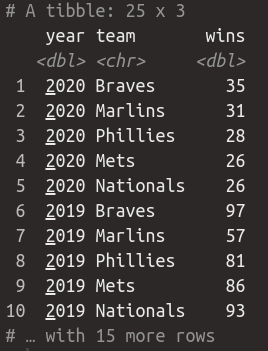 # A tibble: 25 x 3
year team wins
<dbl> <chr> <dbl>
1 2020 Braves 35
2 2020 Marlins 31
3 2020 Phillies 28
4 2020 Mets 26
5 2020 Nationals 26
6 2019 Braves 97
7 2019 Marlins 57
8 2019 Phillies 81
9 2019 Mets 86
10 2019 Nationals 93
# … with 15 more rows